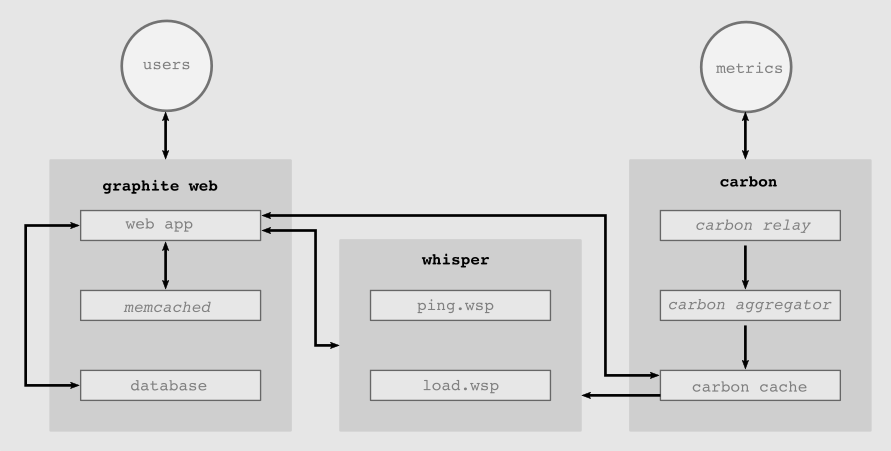 users
metrics
graphite web
web app
memcached
database
whisper
ping.wsp
load.wsp
carbon
carbon relay
carbon aggregator
carbon cache